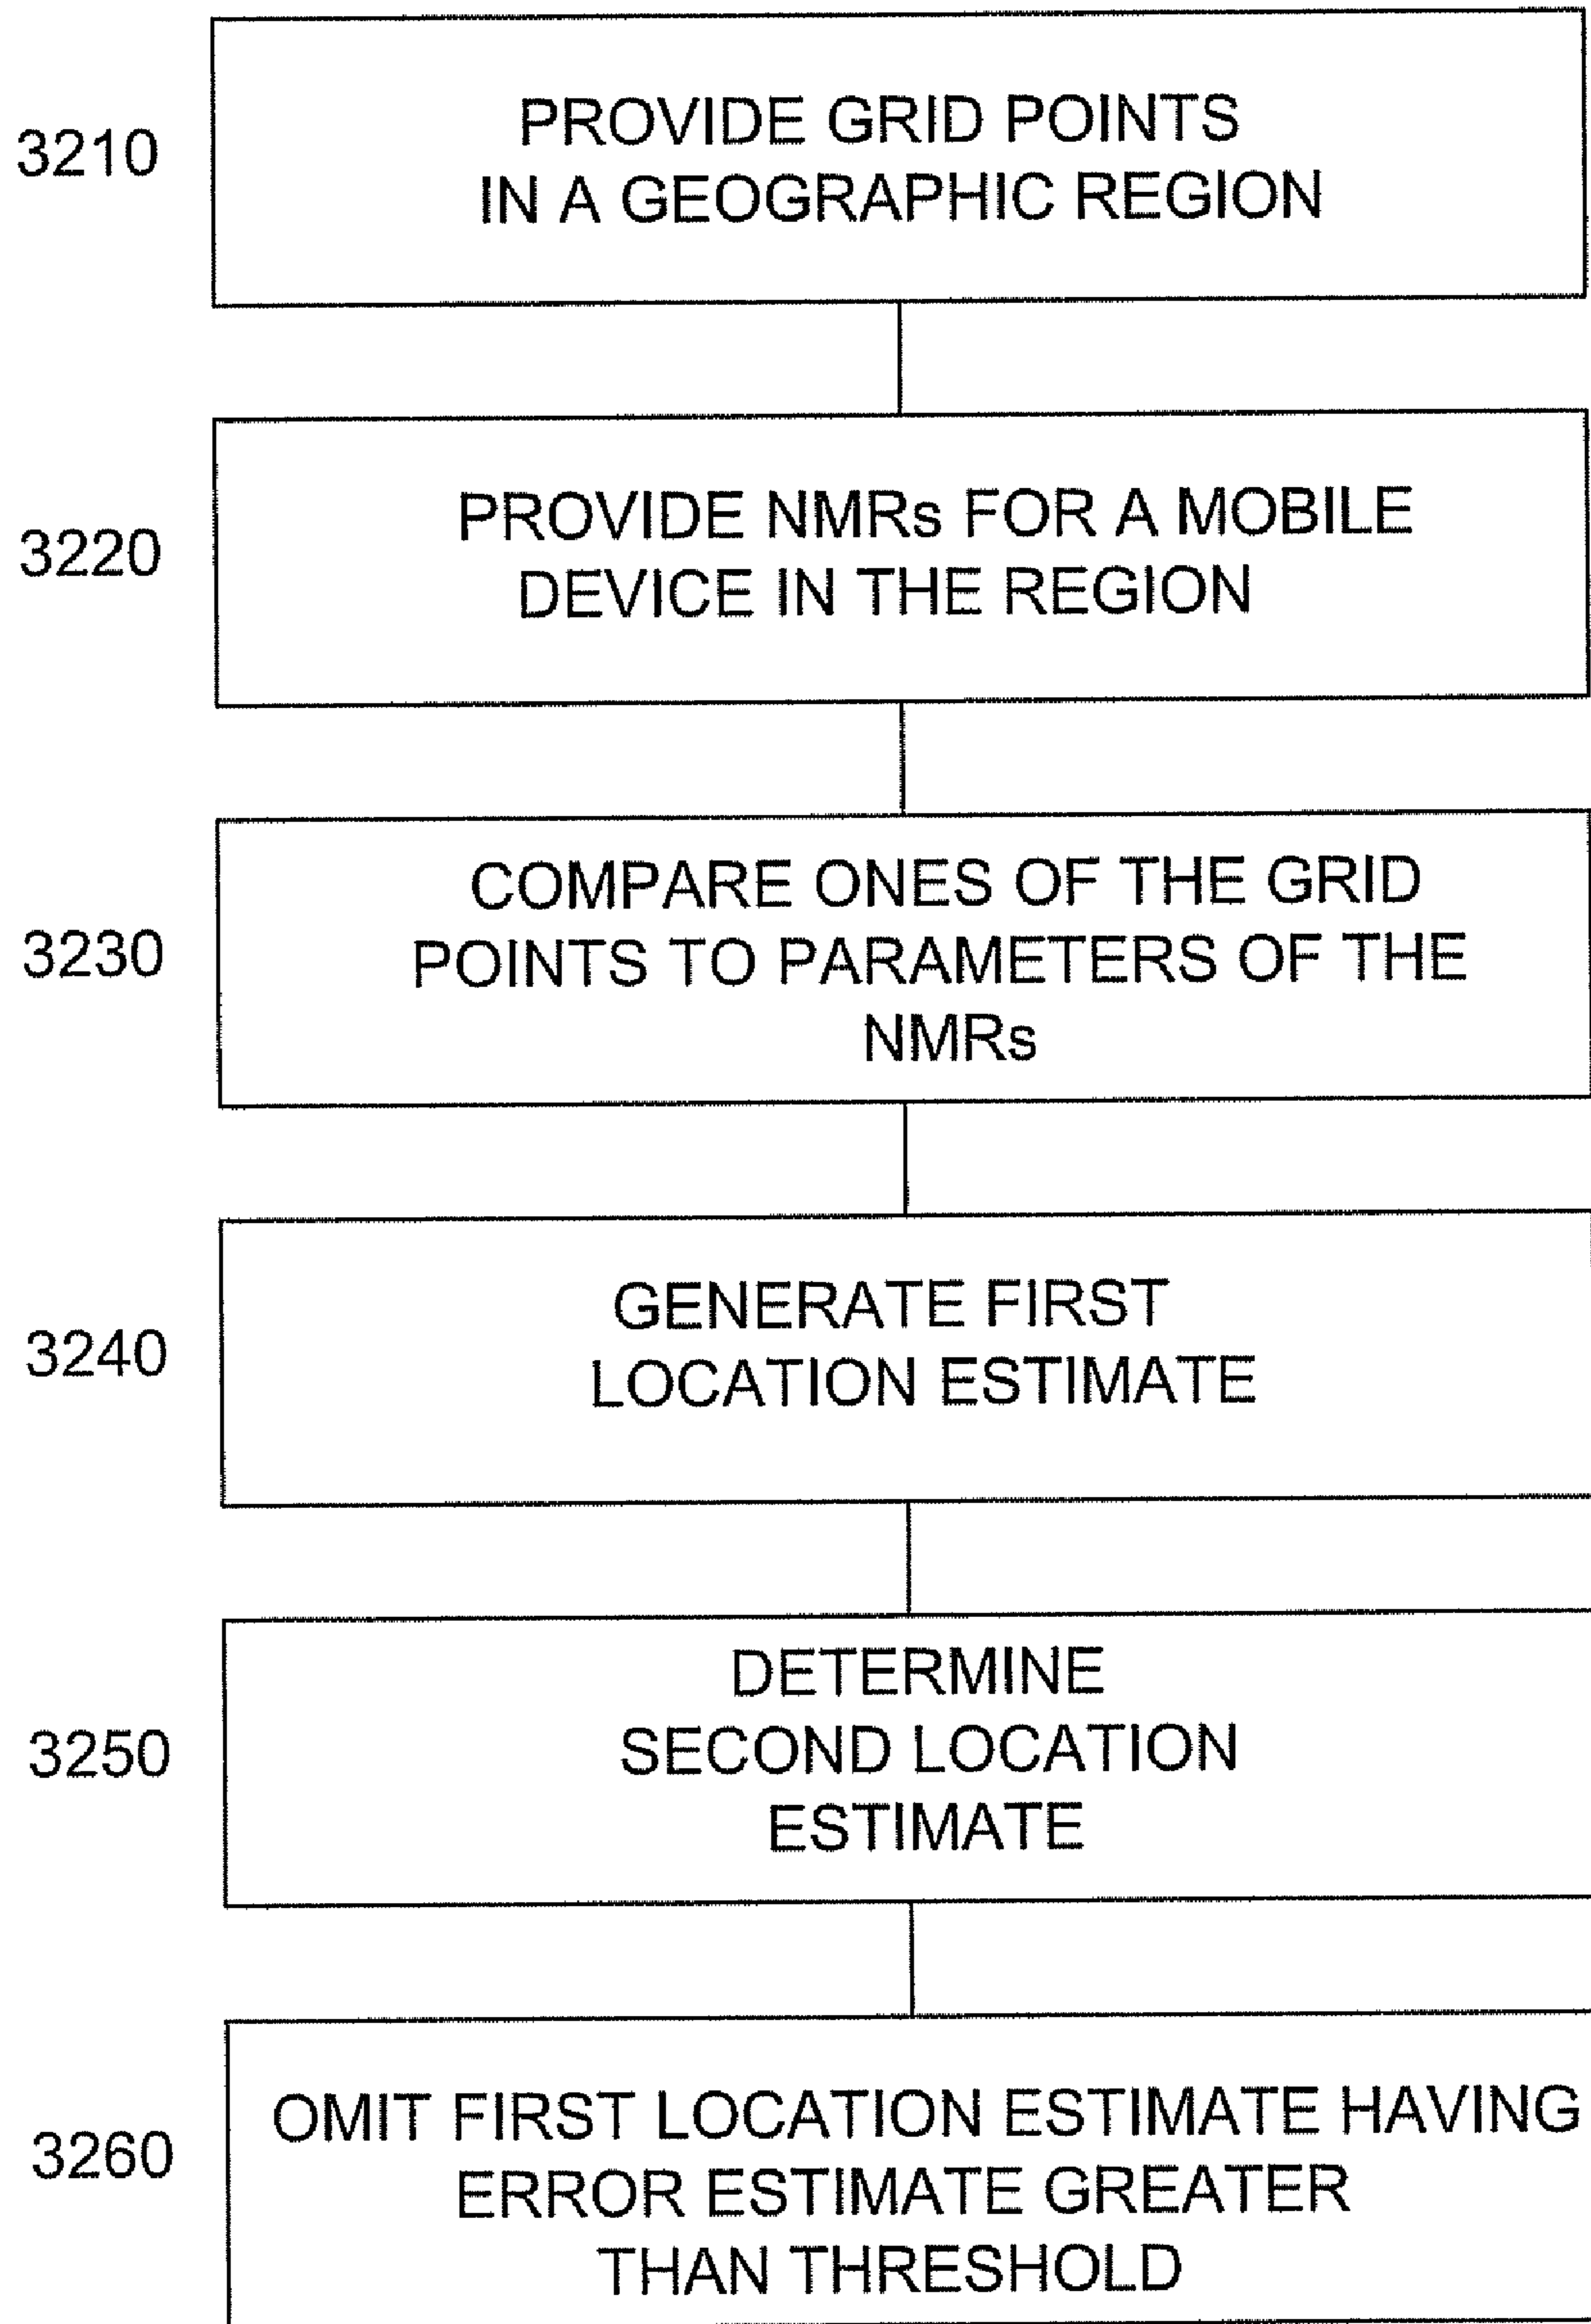 3210
PROVIDE GRID POINTS
IN A GEOGRAPHIC REGION
3220
PROVIDE NMRs FOR A MOBILE
DEVICE IN THE REGION
3230
COMPARE ONES OF THE GRID
POINTS TO PARAMETERS OF THE
NMRs
3240
GENERATE FIRST
LOCATION ESTIMATE
3250
DETERMINE
SECOND LOCATION
ESTIMATE
3260
OMIT FIRST LOCATION ESTIMATE HAVING
ERROR ESTIMATE GREATER
THAN THRESHOLD